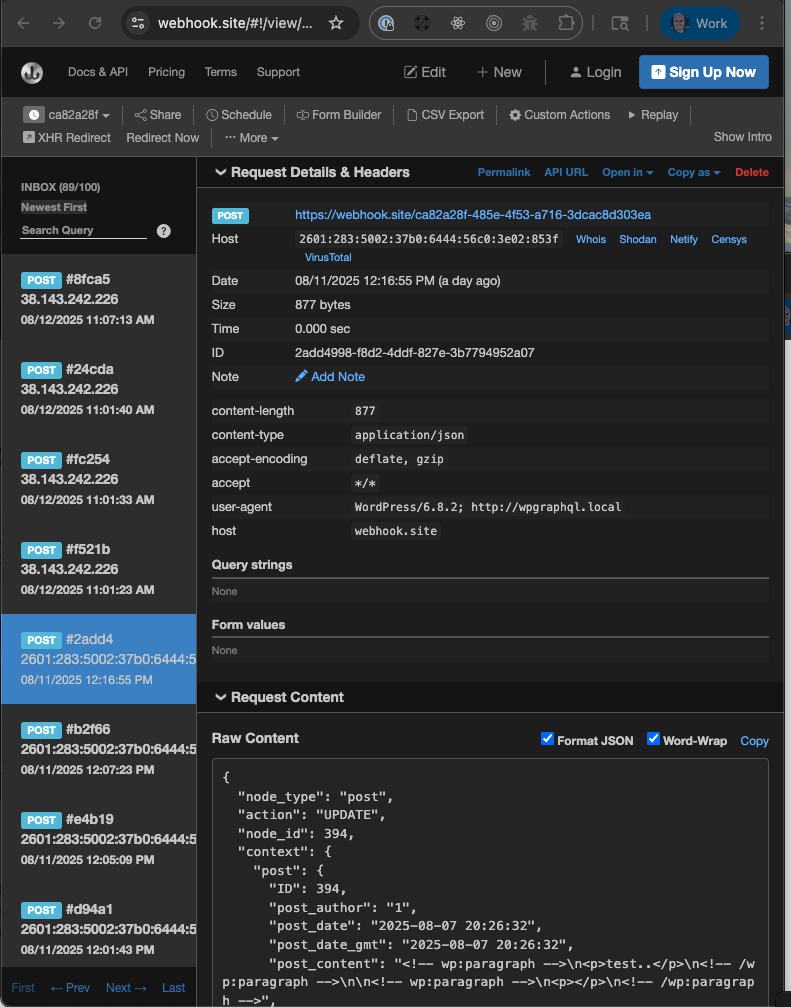 webhook.site/#!/view/...
Work
Docs & API
Pricing
Terms
Support
Edit
New
Login
Sign Up Now
ca82a28f
Share
Schedule
Form Builder
CSV Export
Custom Actions
Replay
XHR Redirect
Redirect Now
··· More
Show Intro
INBOX (89/100)
Newest First
Search Query
?
POST #8fca5
38.143.242.226
08/12/2025 11:07:13 AM
POST #24cda
38.143.242.226
08/12/2025 11:01:40 AM
POST #fc254
38.143.242.226
08/12/2025 11:01:33 AM
POST #f521b
38.143.242.226
08/12/2025 11:01:23 AM
POST #2add4
2601:283:5002:37b0:6444:5
08/11/2025 12:16:55 PM
POST #b2f66
2601:283:5002:37b0:6444:5
08/11/2025 12:07:23 PM
POST #e4b19
2601:283:5002:37b0:6444:5
08/11/2025 12:05:09 PM
POST #d94a1
2601:283:5002:37b0:6444:5
08/11/2025 12:01:43 PM
First ← Prev Next → Last
Request Details & Headers
Permalink API URL Open in Copy as Delete
POST https://webhook.site/ca82a28f-485e-4f53-a716-3dcac8d303ea
Host 2601:283:5002:37b0:6444:56c0:3e02:853f Whois Shodan Netify Censys
VirusTotal
Date 08/11/2025 12:16:55 PM (a day ago)
Size 877 bytes
Time 0.000 sec
ID 2add4998-f8d2-4ddf-827e-3b7794952a07
Note Add Note
content-length 877
content-type application/json
accept-encoding deflate, gzip
accept */*
user-agent WordPress/6.8.2; http://wpgraphql.local
host webhook.site
Query strings
None
Form values
None
Request Content
Raw Content Format JSON Word-Wrap Copy
{
"node_type": "post",
"action": "UPDATE",
"node_id": 394,
"context": {
"post": {
"ID": 394,
"post_author": "1",
"post_date": "2025-08-07 20:26:32",
"post_date_gmt": "2025-08-07 20:26:32",
"post_content": "<!-- wp:paragraph -->\n<p>test..</p>\n<!-- /w
p:paragraph -->\n\n<!-- wp:paragraph -->\n<p></p>\n<!-- /wp:paragrap
h -->",